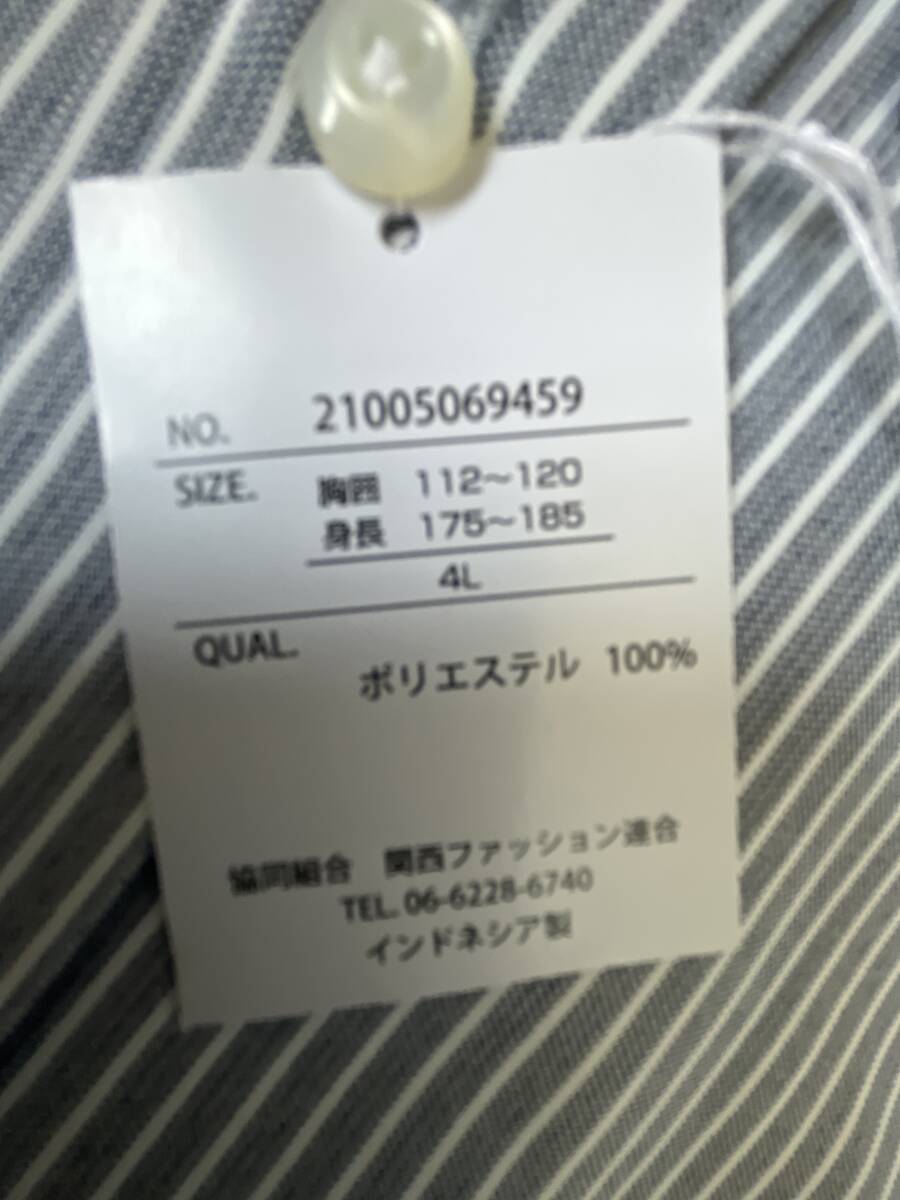 NO. 21005069459
SIZE. 胸囲 112～120
身長 175～185
4L
QUAL.
ポリエステル 100%
協同組合 関西ファッション連合
TEL. 06-6228-6740
インドネシア製